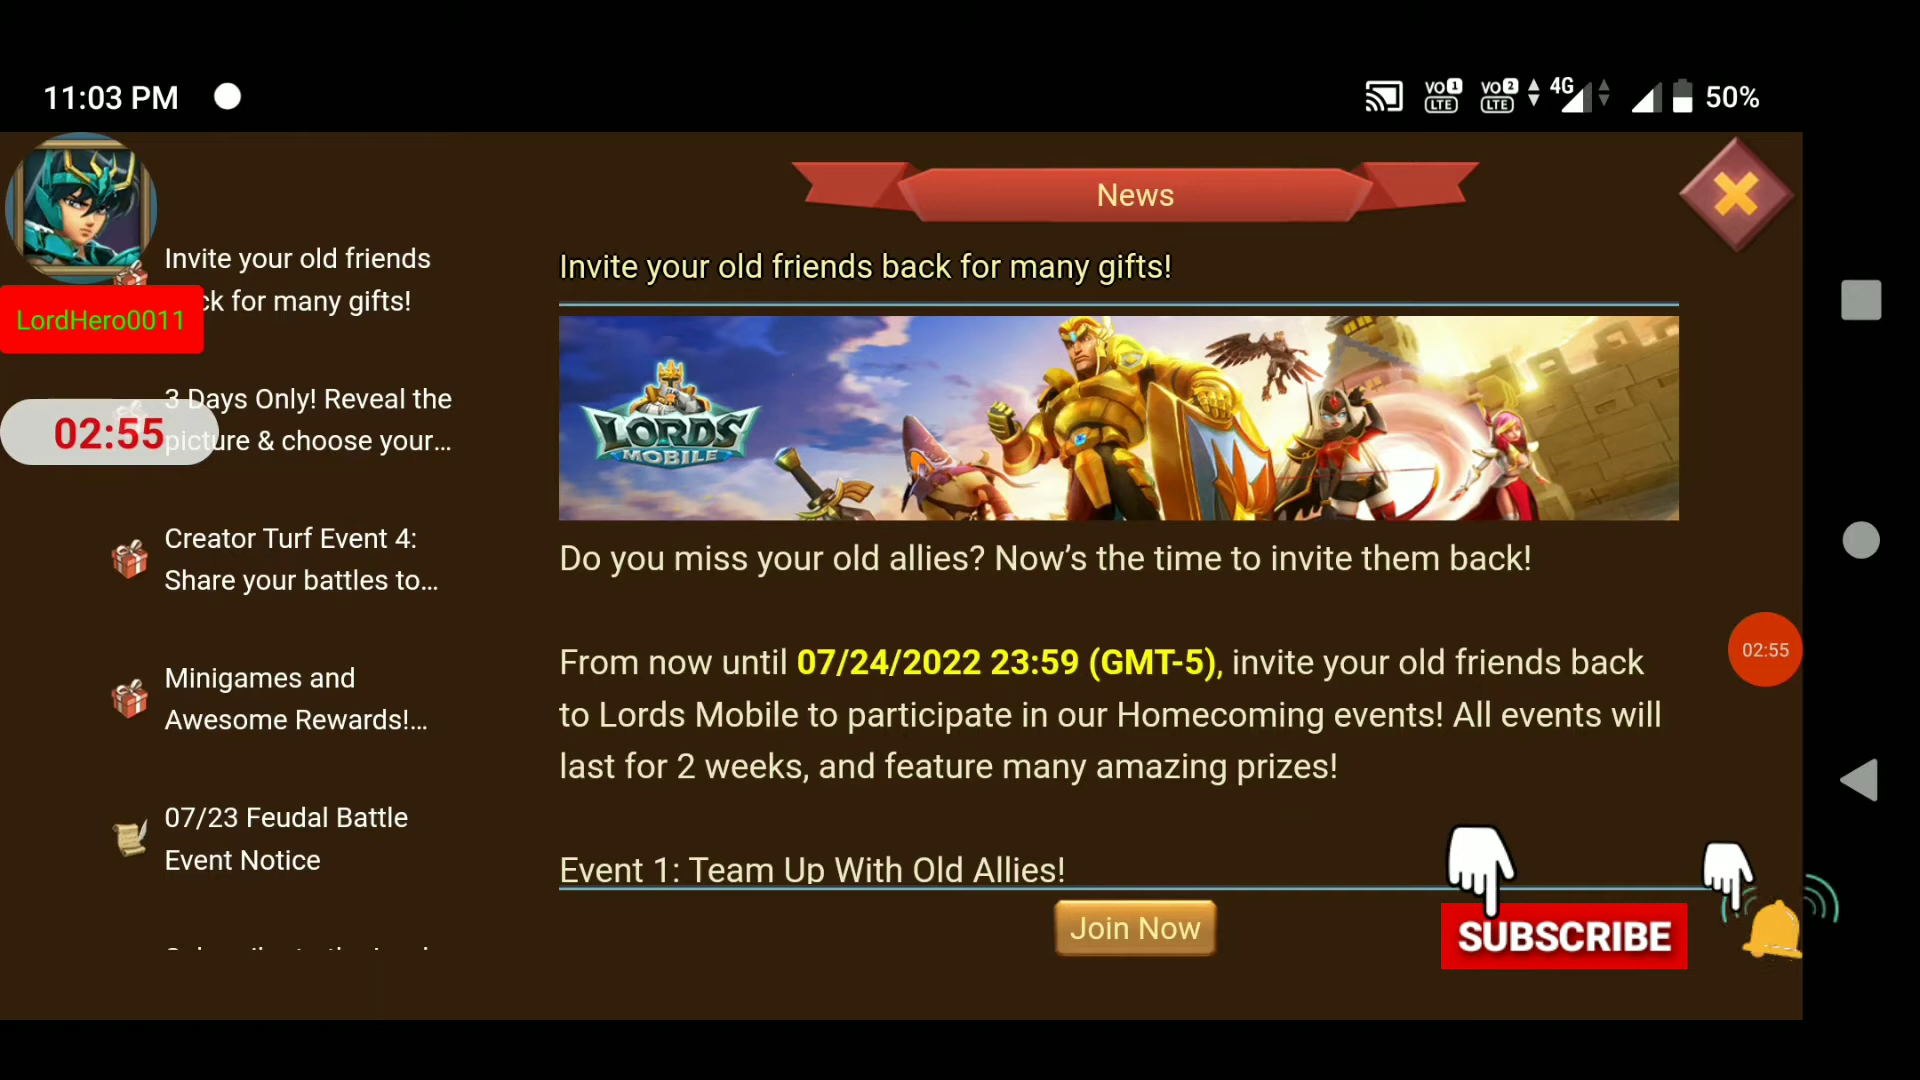 11:03 PM
VO 1 LTE
VO 2 LTE
4G
50%
News
Invite your old friends
ck for many gifts!
LordHero0011
3 Days Only! Reveal the
picture & choose your...
02:55
Creator Turf Event 4:
Share your battles to...
Minigames and
Awesome Rewards!...
07/23 Feudal Battle
Event Notice
Invite your old friends back for many gifts!
LORDS
MOBILE
Do you miss your old allies? Now’s the time to invite them back!
From now until 07/24/2022 23:59 (GMT-5), invite your old friends back
to Lords Mobile to participate in our Homecoming events! All events will
last for 2 weeks, and feature many amazing prizes!
Event 1: Team Up With Old Allies!
Join Now
02:55
SUBSCRIBE